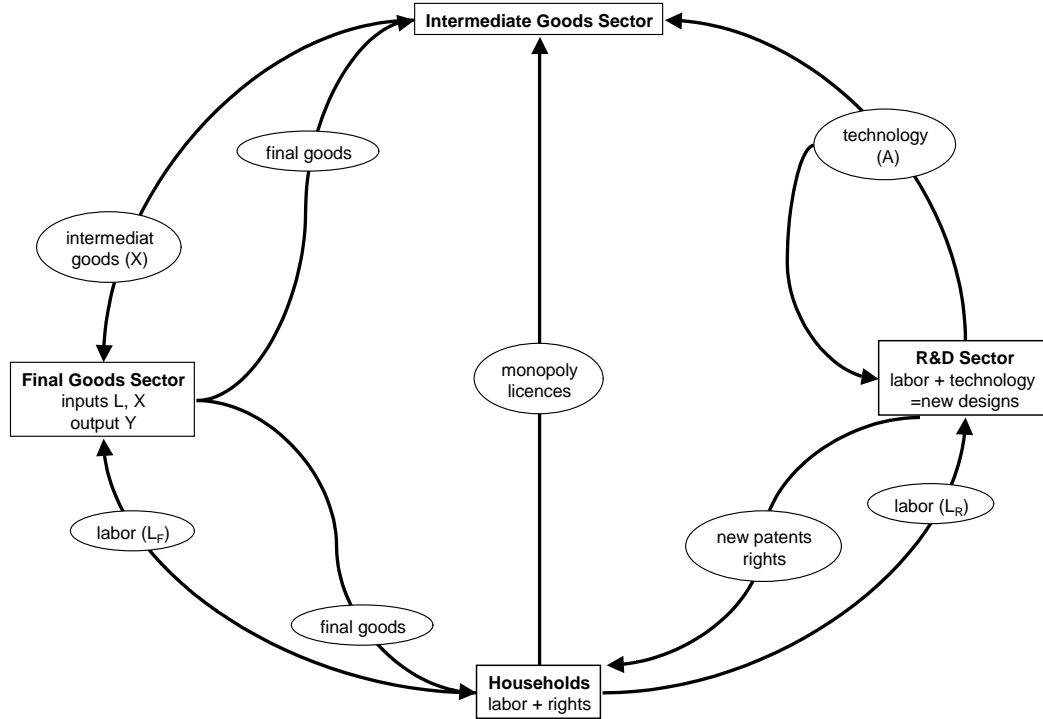 Intermediate Goods Sector
technology
(A)
final goods
intermediat
goods (X)
Final Goods Sector
inputs L, X
output Y
monopoly
licences
R&D Sector
labor + technology
=new designs
labor (L_R)
labor (L_F)
new patents
rights
final goods
Households
labor + rights